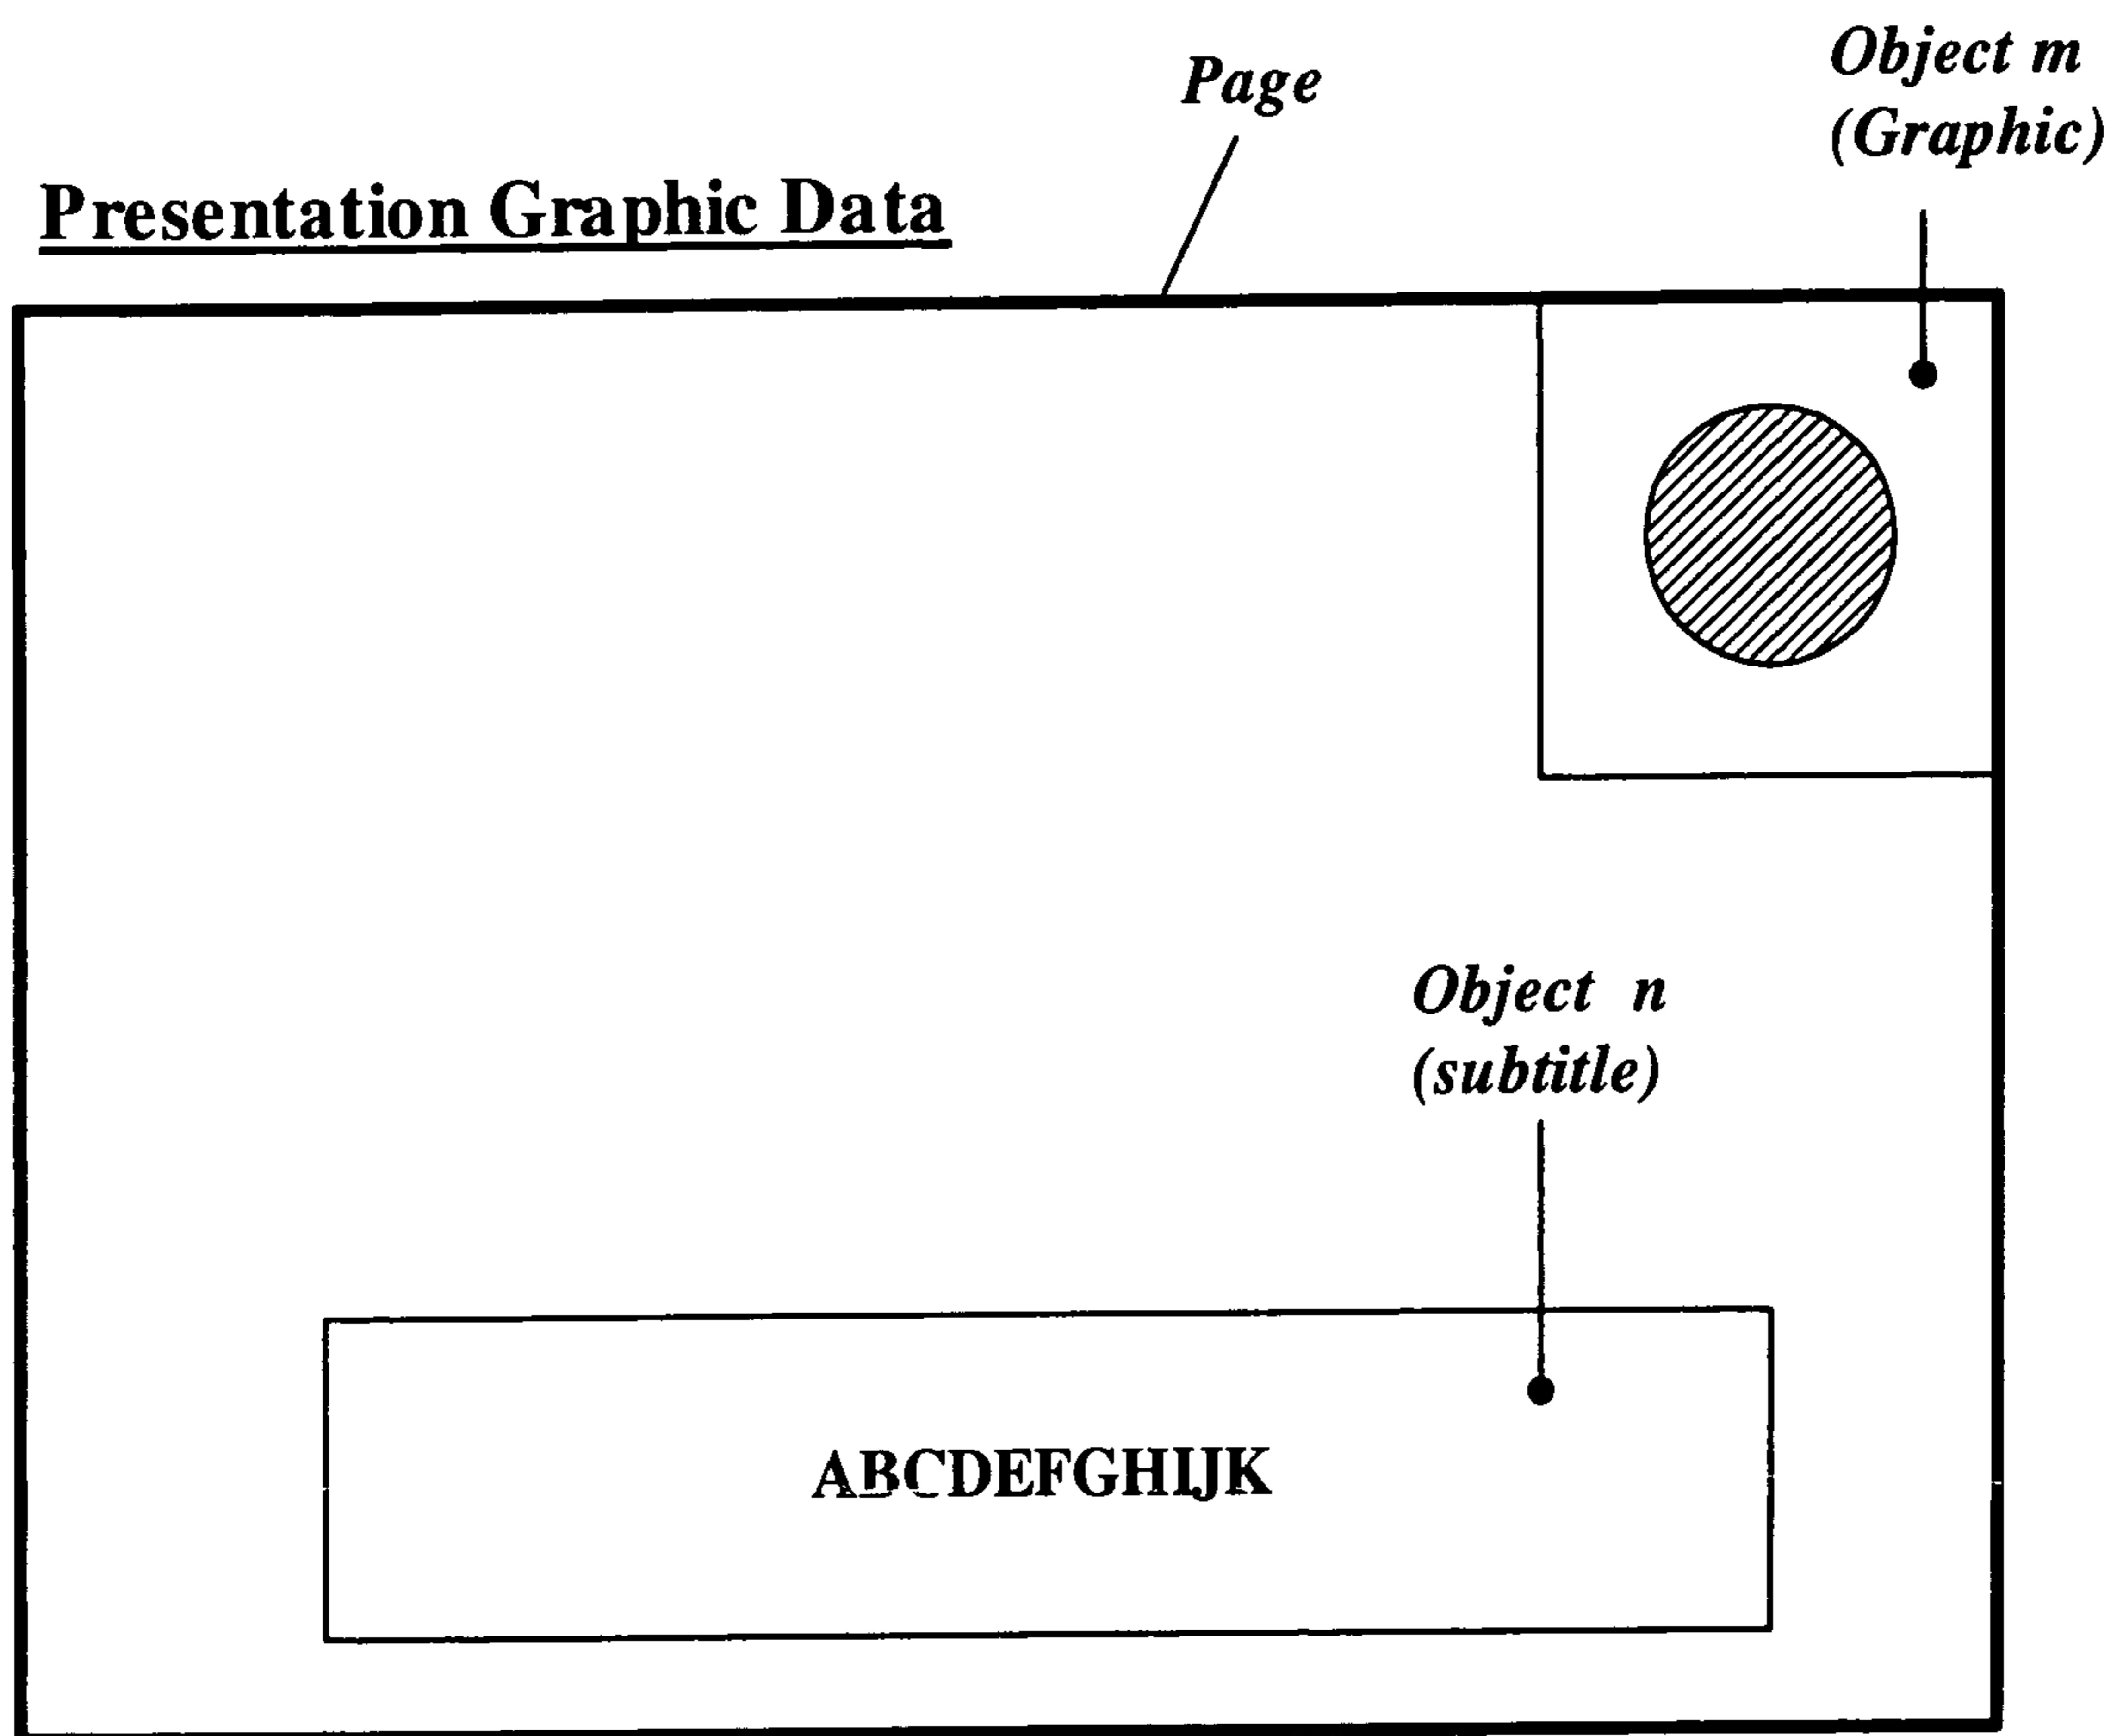 Object m
(Graphic)
Page
Presentation Graphic Data
Object n
(subtitle)
ABCDEFGHIJK